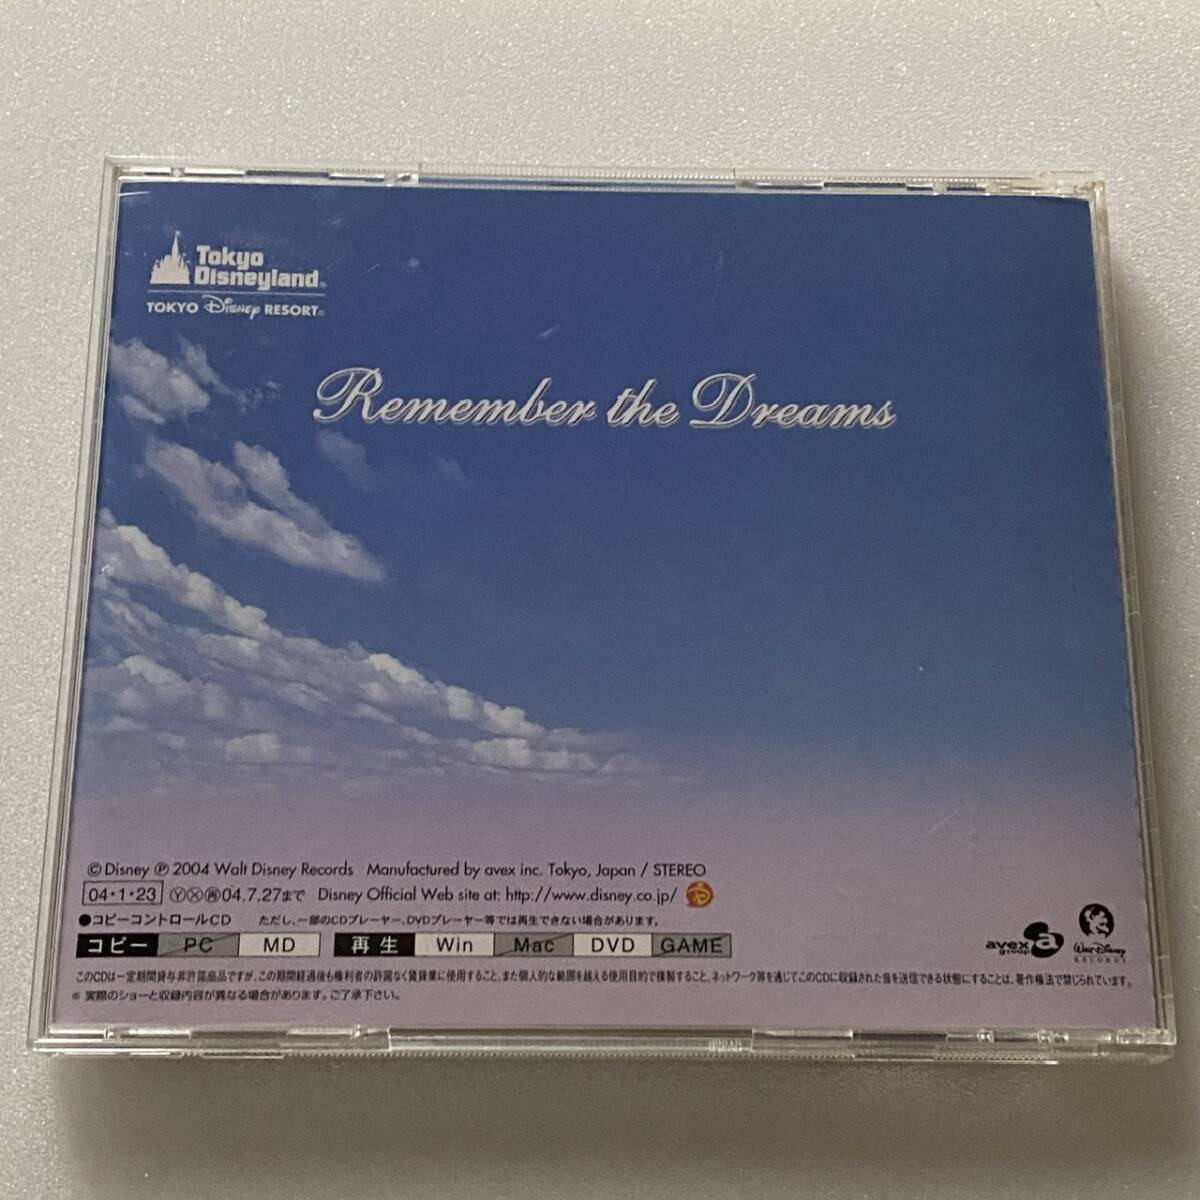 Tokyo
Disneyland®
TOKYO Disney RESORT®
Remember the Dreams
© Disney ℗ 2004 Walt Disney Records Manufactured by avex inc. Tokyo, Japan / STEREO
04・1・23 Ⓨ Ⓧ ㊢04.7.27まで Disney Official Web site at: http://www.disney.co.jp/
●コピーコントロールCD ただし、一部のCDプレーヤー、DVDプレーヤー等では再生できない場合があります。
コピー PC MD 再生 Win Mac DVD GAME
avex group
Walt Disney RECORDS
このCDは一定期間貸与非許諾商品ですが、この期間経過後も権利者の許諾なく賃貸業に使用すること、また個人的な範囲を越える使用目的で複製すること、ネットワーク等を通じてこのCDに収録された音を送信できる状態にすることは、著作権法で禁じられています。
※ 実際のショーと収録内容が異なる場合があります。ご了承下さい。